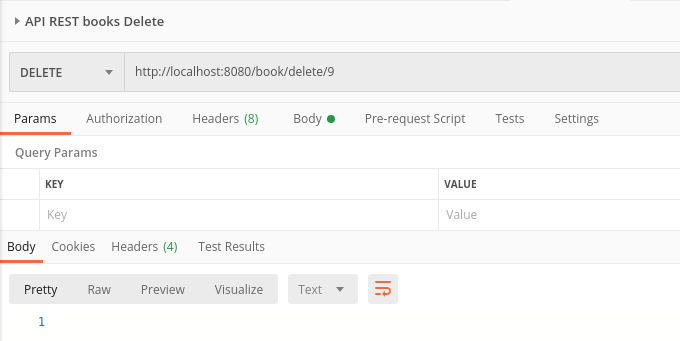 API REST books Delete
DELETE http://localhost:8080/book/delete/9
Params Authorization Headers (8) Body Pre-request Script Tests Settings
Query Params
KEY VALUE
Key Value
Body Cookies Headers (4) Test Results
Pretty Raw Preview Visualize Text
1